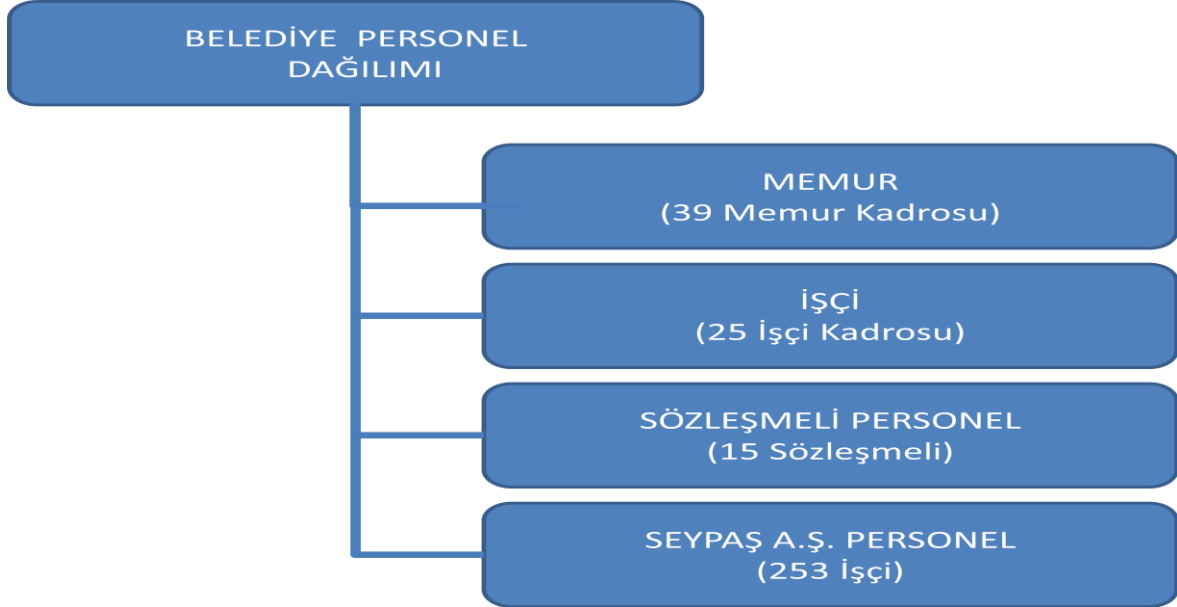 BELEDİYE PERSONEL
DAĞILIMI
MEMUR
(39 Memur Kadrosu)
İŞÇİ
(25 İşçi Kadrosu)
SÖZLEŞMELİ PERSONEL
(15 Sözleşmeli)
SEYPAŞ A.Ş. PERSONEL
(253 İşçi)